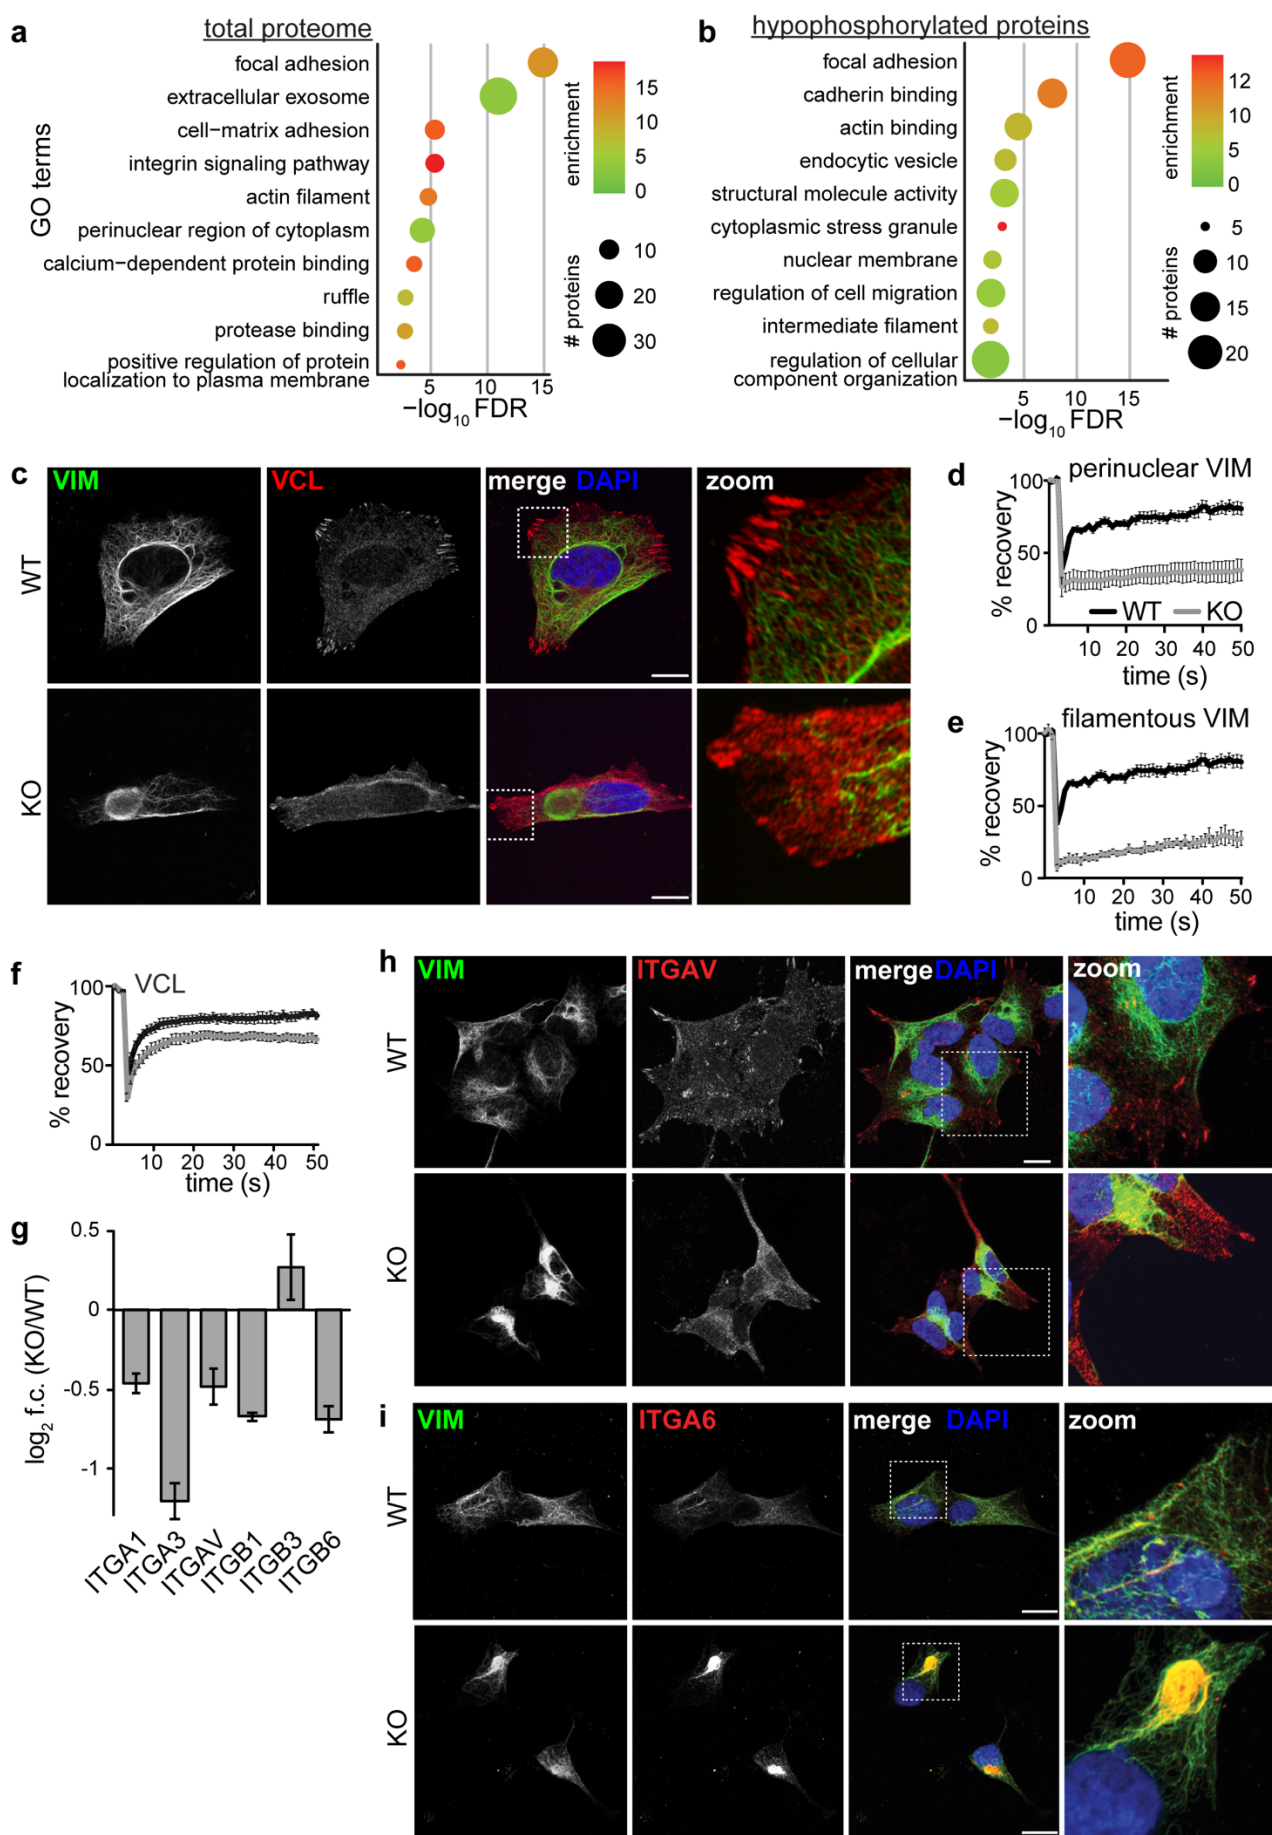 a
total proteome
GO terms
focal adhesion
extracellular exosome
cell−matrix adhesion
integrin signaling pathway
actin filament
perinuclear region of cytoplasm
calcium−dependent protein binding
ruffle
protease binding
positive regulation of protein
localization to plasma membrane
5 10 15
−log10 FDR
enrichment
15
10
5
0
# proteins
10
20
30
b
hypophosphorylated proteins
focal adhesion
cadherin binding
actin binding
endocytic vesicle
structural molecule activity
cytoplasmic stress granule
nuclear membrane
regulation of cell migration
intermediate filament
regulation of cellular
component organization
5 10 15
−log10 FDR
enrichment
12
10
5
0
# proteins
5
10
15
20
c
VIM VCL merge DAPI zoom
WT
KO
d
perinuclear VIM
100
50
0
% recovery
WT KO
10 20 30 40 50
time (s)
e
filamentous VIM
100
50
0
% recovery
10 20 30 40 50
time (s)
f
VCL
100
50
0
% recovery
10 20 30 40 50
time (s)
g
0.5
0
-0.5
-1
log2 f.c. (KO/WT)
ITGA1 ITGA3 ITGAV ITGB1 ITGB3 ITGB6
h
VIM ITGAV merge DAPI zoom
WT
KO
i
VIM ITGA6 merge DAPI zoom
WT
KO